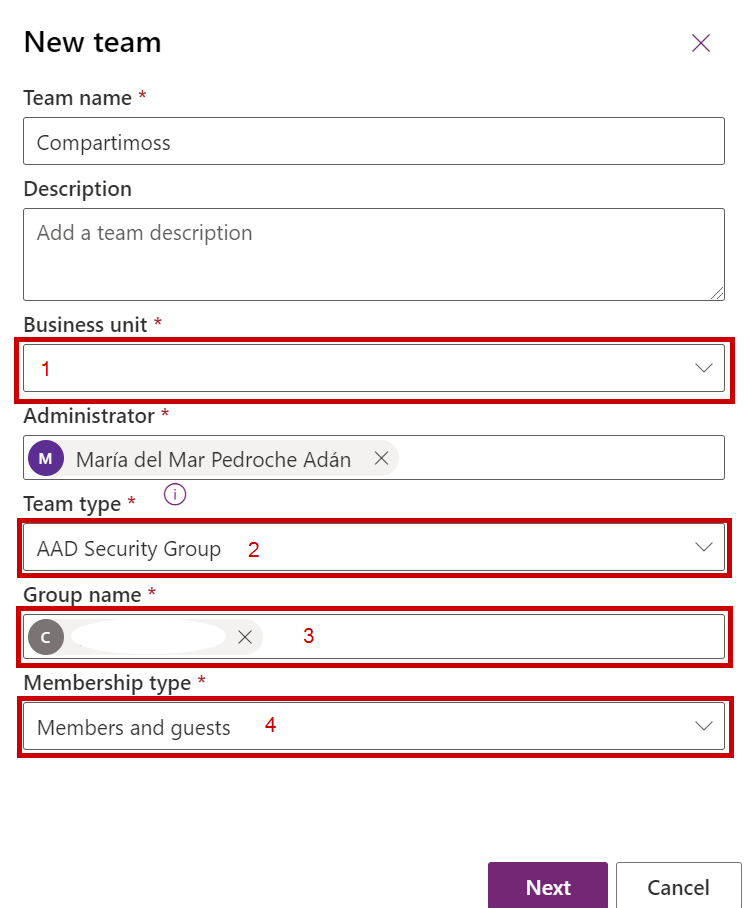 New team
Team name *
Compartimoss
Description
Add a team description
Business unit *
1
Administrator *
M María del Mar Pedroche Adán
Team type *
AAD Security Group 2
Group name *
C 3
Membership type *
Members and guests 4
Next Cancel